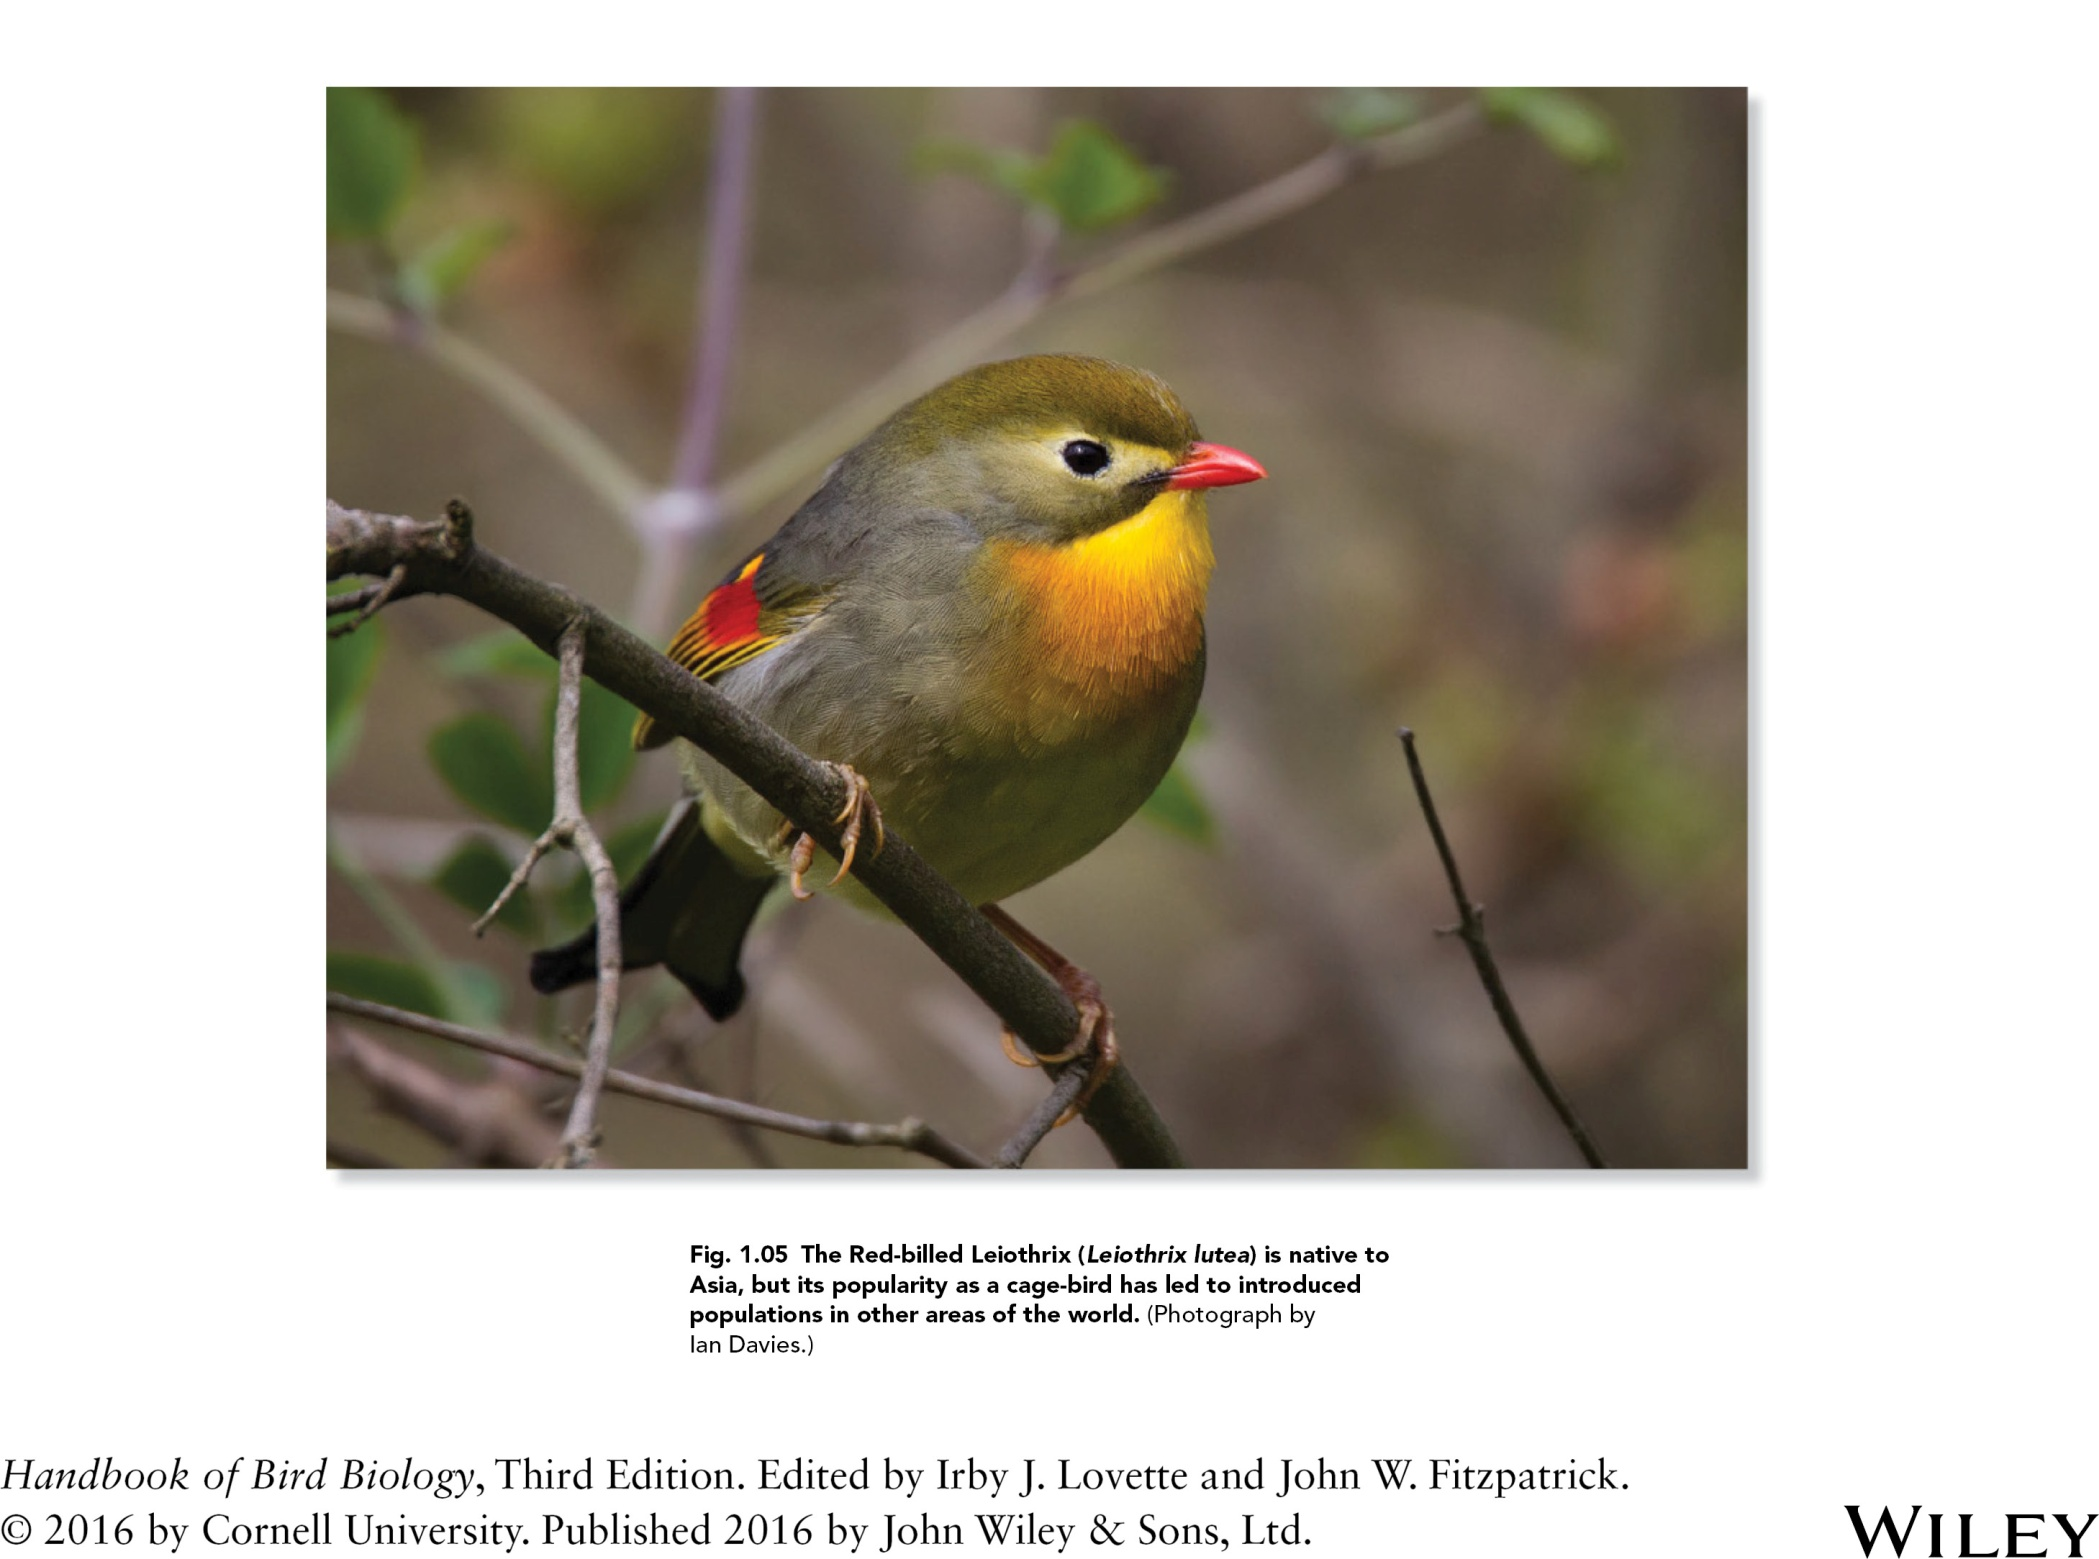 Fig. 1.05 The Red-billed Leiothrix (Leiothrix lutea) is native to
Asia, but its popularity as a cage-bird has led to introduced
populations in other areas of the world. (Photograph by
Ian Davies.)
Handbook of Bird Biology, Third Edition. Edited by Irby J. Lovette and John W. Fitzpatrick.
© 2016 by Cornell University. Published 2016 by John Wiley & Sons, Ltd.
WILEY